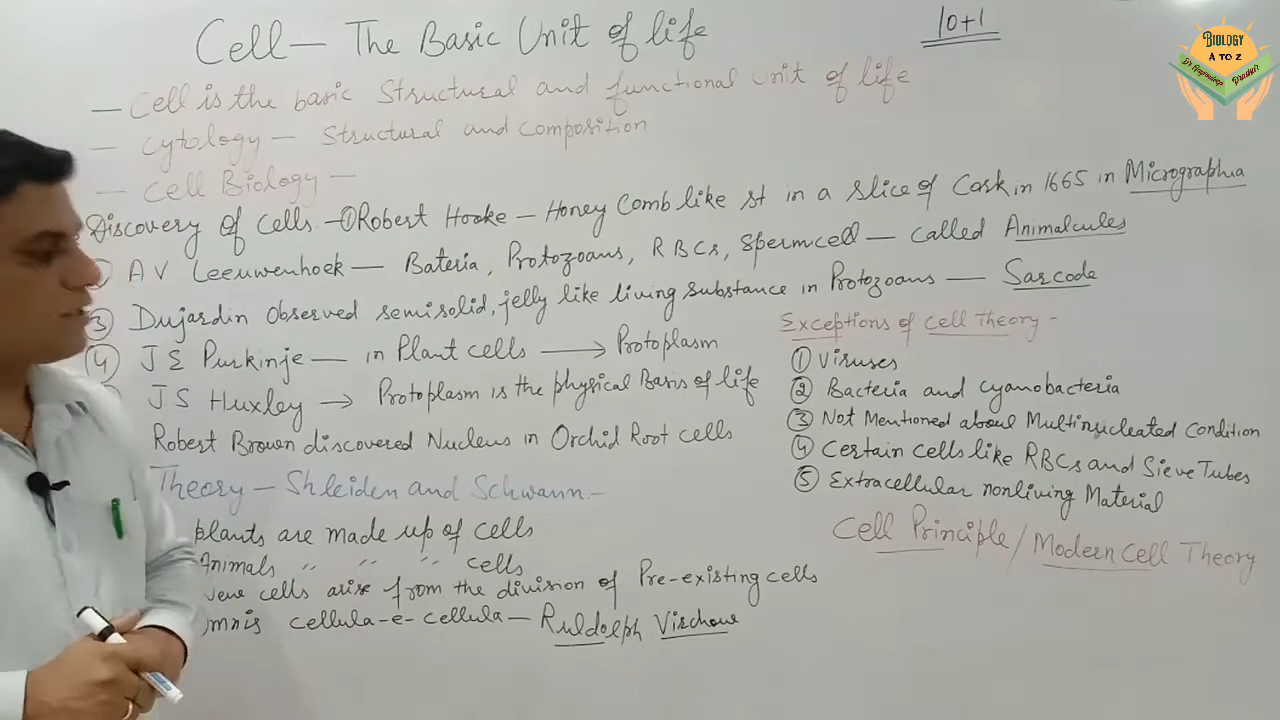 Cell — The Basic Unit of life
10+1
BIOLOGY
A TO Z
— Cell is the basic Structural and functional Unit of life
— Cytology — Structural and Composition
— Cell Biology —
Discovery of Cells — ① Robert Hooke — Honey Comb like st in a slice of Cork in 1665 in Micrographia
A V Leeuwenhoek — Bateria, Protozoans, RBCs, Spermcell — called Animalcules
③ Dujardin Observed semisolid, jelly like living substance in Protozoans — Sarcode
④ J E Purkinje — in Plant cells → Protoplasm
J S Huxley → Protoplasm is the physical Basis of life
Robert Brown discovered Nucleus in Orchid Root cells
Theory — Shleiden and Schwann —
plants are made up of cells
Animals " " " cells
cells arise from the division of Pre-existing cells
mnis cellula-e-cellula — Ruldolph Virchow
Exceptions of cell Theory -
① Viruses
② Bacteria and cyanobacteria
③ Not Mentioned about Multinucleated Condition
④ Certain cells like RBCs and Sieve Tubes
⑤ Extracellular nonliving Material
Cell Principle / Modern Cell Theory